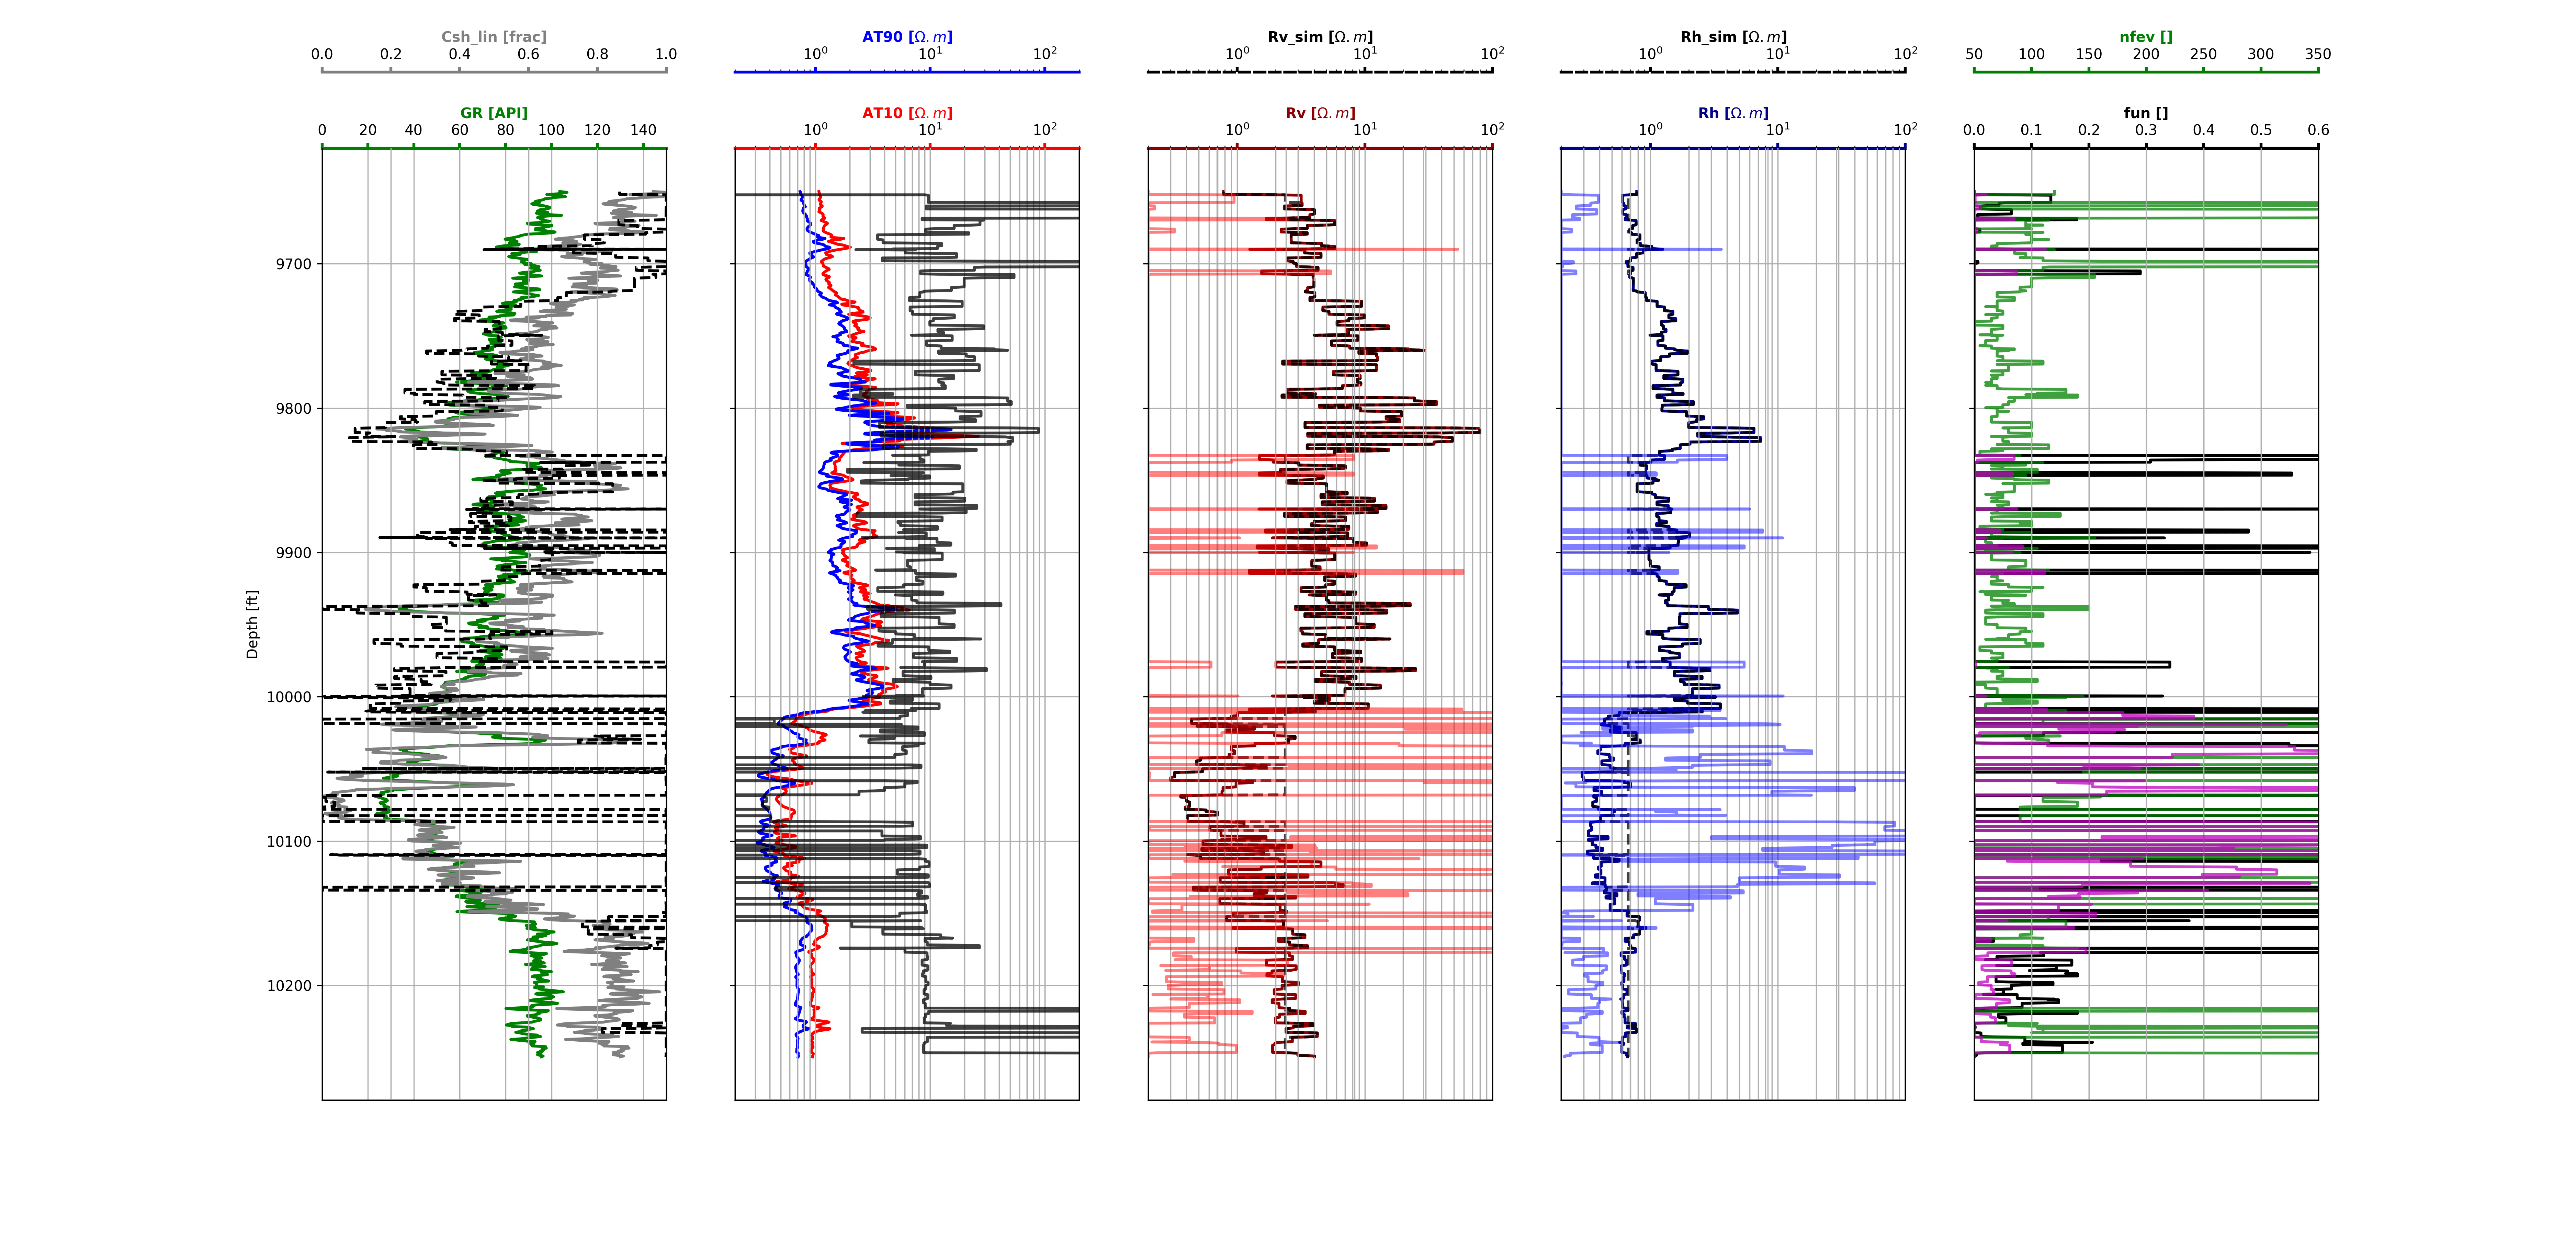 Csh_lin [frac] AT90 [Ω.m] Rv_sim [Ω.m] Rh_sim [Ω.m] nfev []
0.0 0.2 0.4 0.6 0.8 1.0 10⁰ 10¹ 10² 10⁰ 10¹ 10² 10⁰ 10¹ 10² 50 100 150 200 250 300 350
GR [API] AT10 [Ω.m] Rv [Ω.m] Rh [Ω.m] fun []
0 20 40 60 80 100 120 140 10⁰ 10¹ 10² 10⁰ 10¹ 10² 10⁰ 10¹ 10² 0.0 0.1 0.2 0.3 0.4 0.5 0.6
9700
9800
9900
Depth [ft]
10000
10100
10200